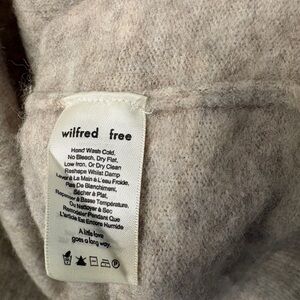 wilfred free
Hand Wash Cold,
No Bleach, Dry Flat,
Low Iron, Or Dry Clean
Reshape Whilst Damp
Laver à La Main à L'eau Froide,
Pas De Blanchiment,
Sécher à Plat,
Repasser à Basse Température,
Ou Nettoyer à Sec
Remodeler Pendant Que
L'article Est Encore Humide
A little love
goes a long way.